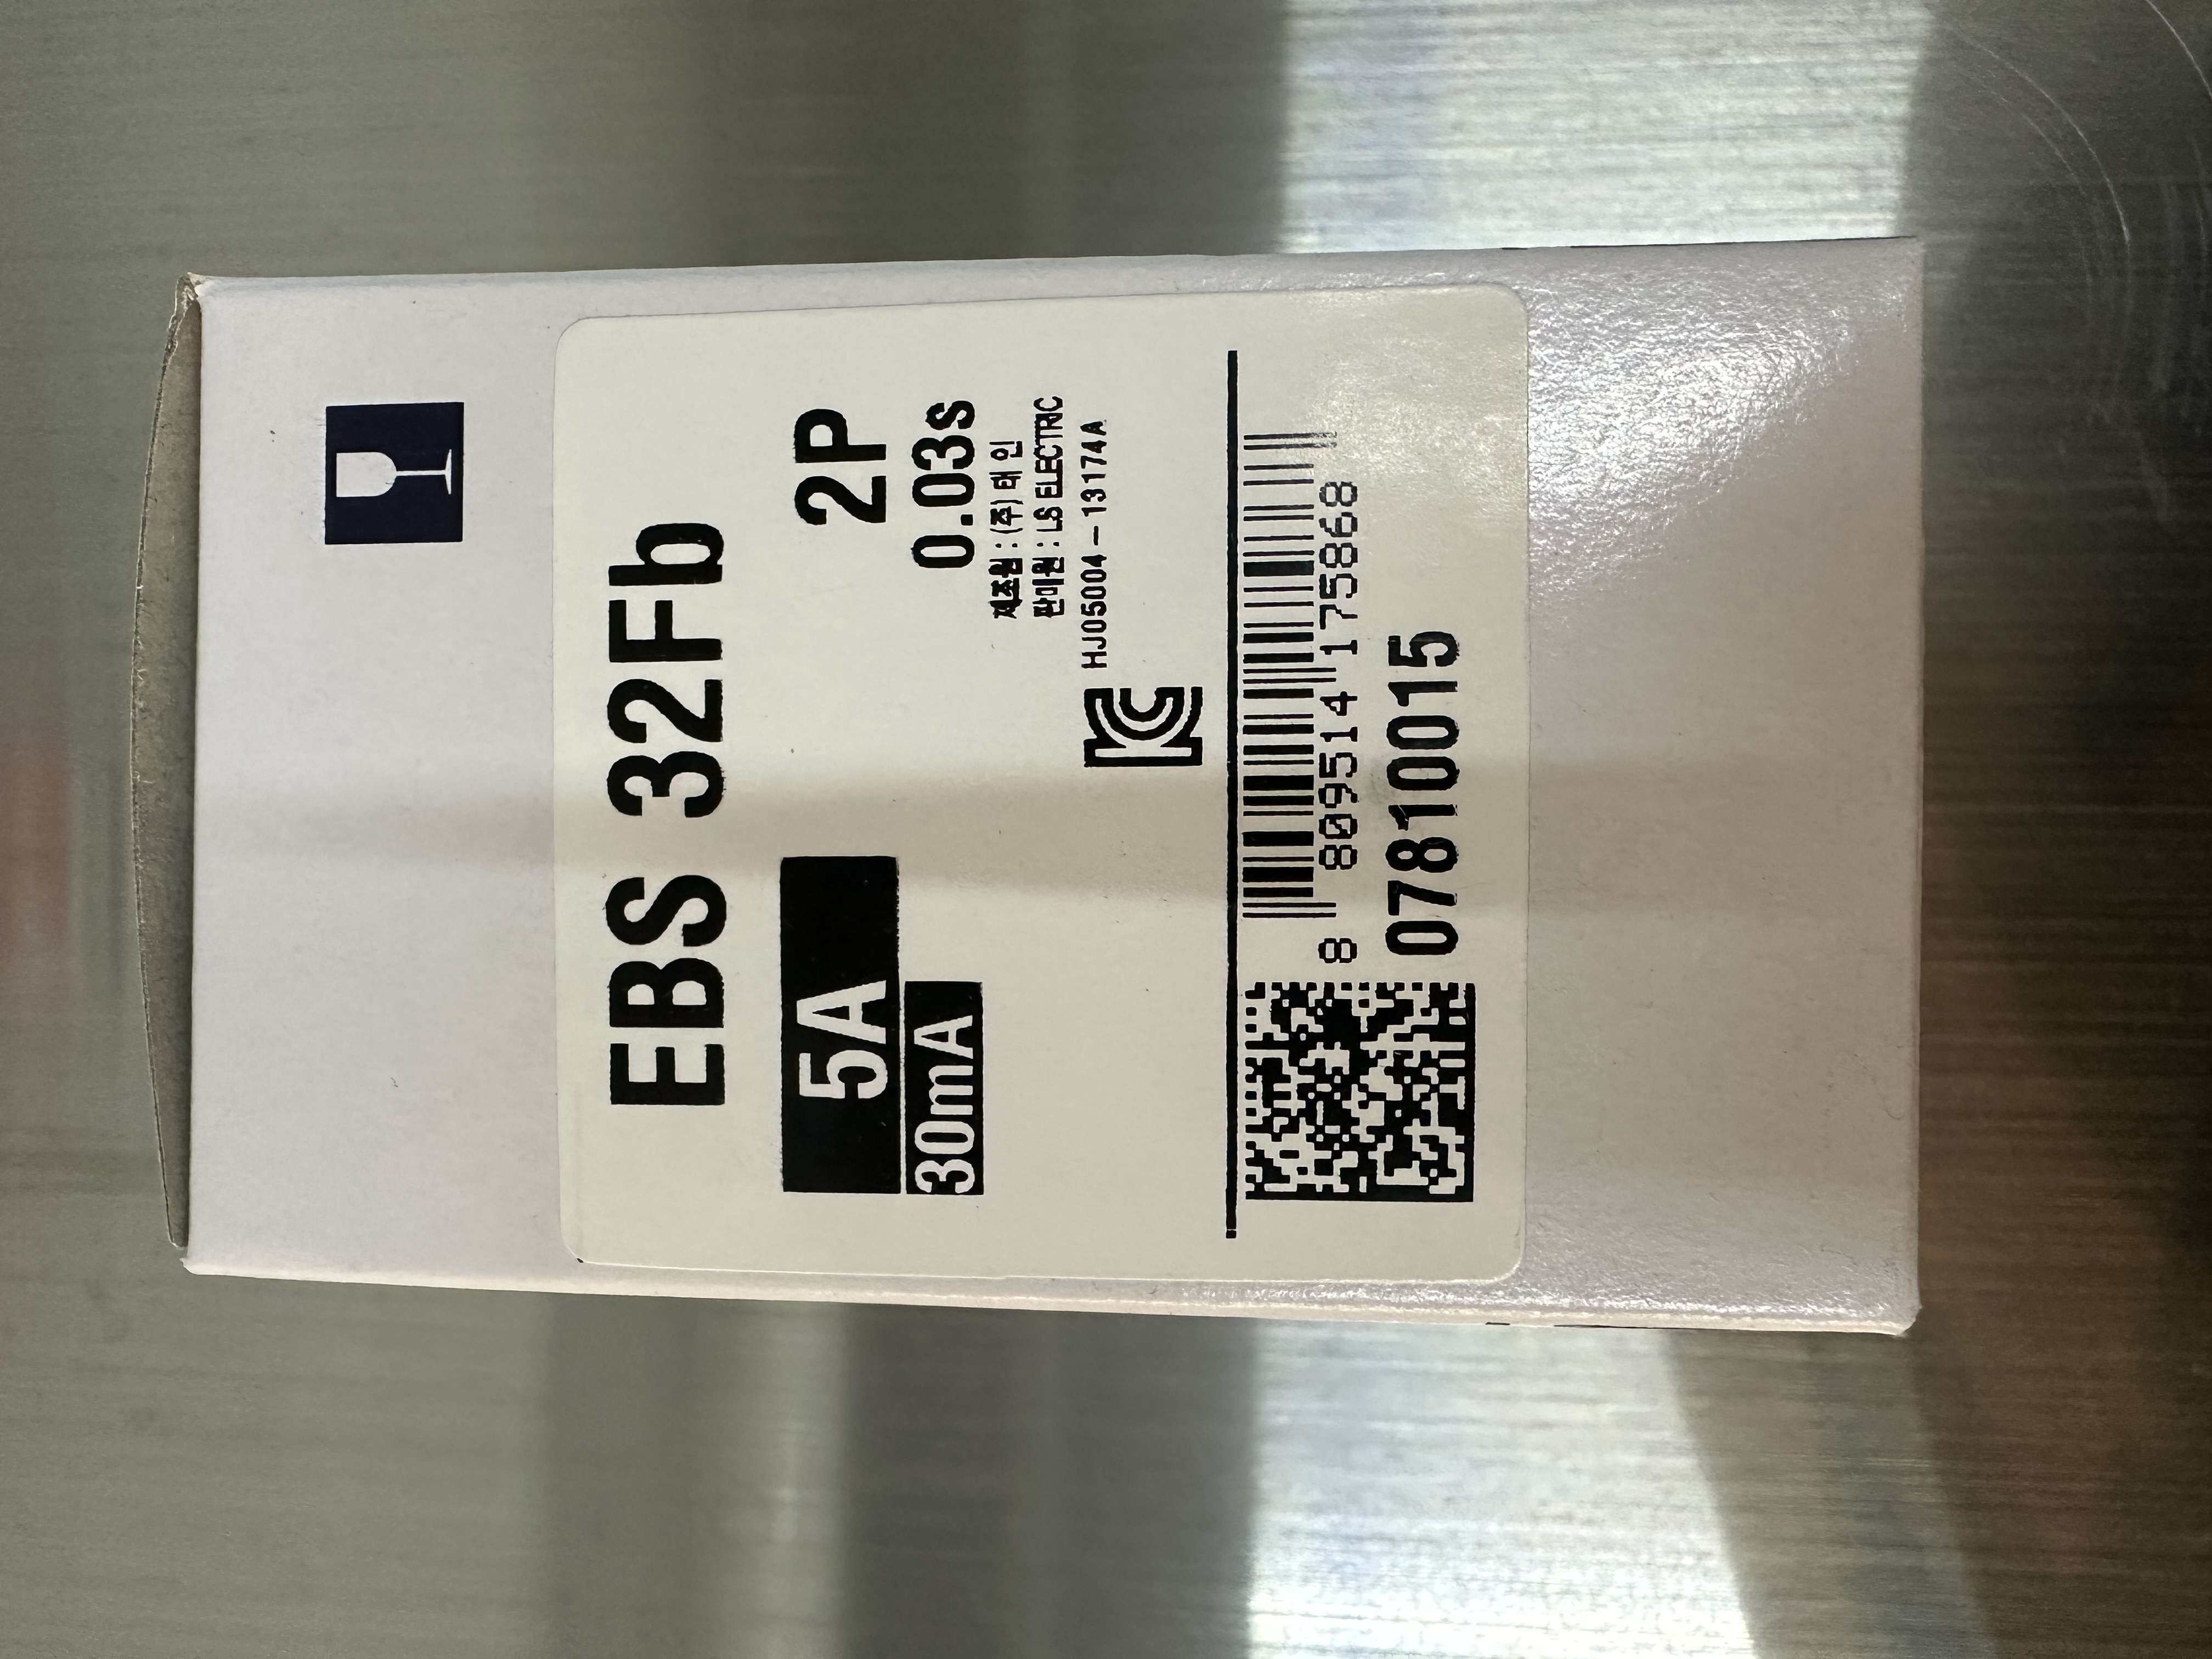 EBS 32Fb
5A 2P
30mA 0.03s
제조원 : (주) 태 인
판매원 : LS ELECTRIC
HJ05004-13174A
8 809514 175868
07810015